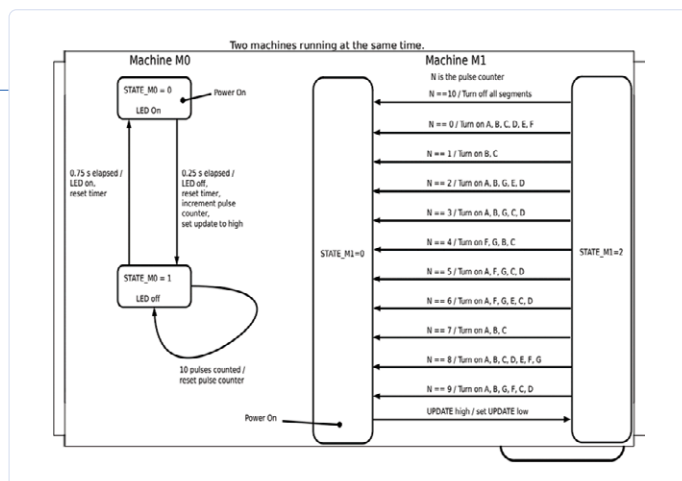 Two machines running at the same time.
Machine M0
Machine M1
N is the pulse counter
STATE_M0 = 0
LED On
Power On
0.75 s elapsed /
LED on,
reset timer
0.25 s elapsed /
LED off,
reset timer,
increment pulse
counter,
set update to high
STATE_M0 = 1
LED off
10 pulses counted /
reset pulse counter
N ==10 / Turn off all segments
N == 0 / Turn on A, B, C, D, E, F
N == 1 / Turn on B, C
N == 2 / Turn on A, B, G, E, D
N == 3 / Turn on A, B, G, C, D
N == 4 / Turn on F, G, B, C
STATE_M1=0
STATE_M1=2
N == 5 / Turn on A, F, G, C, D
N == 6 / Turn on A, F, G, E, C, D
N == 7 / Turn on A, B, C
N == 8 / Turn on A, B, C, D, E, F, G
N == 9 / Turn on A, B, G, F, C, D
UPDATE high / set UPDATE low
Power On